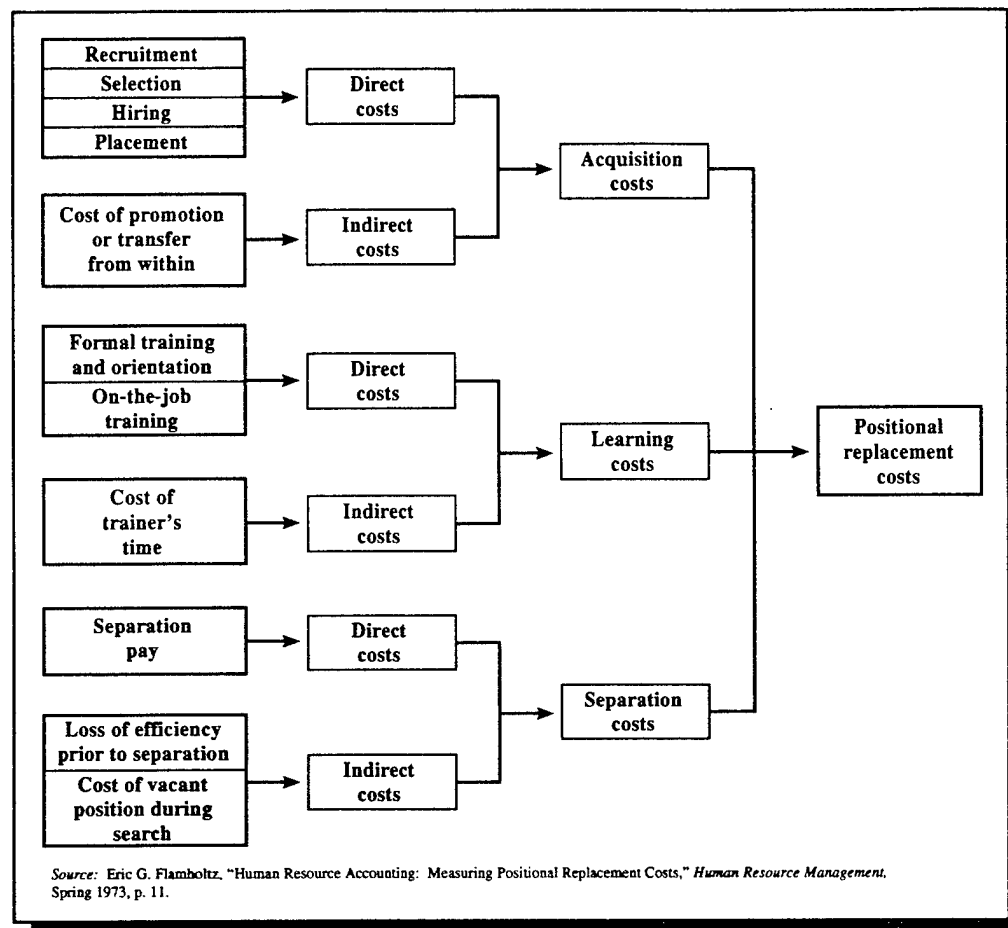 Recruitment
Selection
Hiring
Placement
Direct
costs
Acquisition
costs
Cost of promotion
or transfer
from within
Indirect
costs
Formal training
and orientation
On-the-job
training
Direct
costs
Learning
costs
Positional
replacement
costs
Cost of
trainer's
time
Indirect
costs
Separation
pay
Direct
costs
Separation
costs
Loss of efficiency
prior to separation
Cost of vacant
position during
search
Indirect
costs
Source: Eric G. Flamholtz, "Human Resource Accounting: Measuring Positional Replacement Costs," Human Resource Management,
Spring 1973, p. 11.